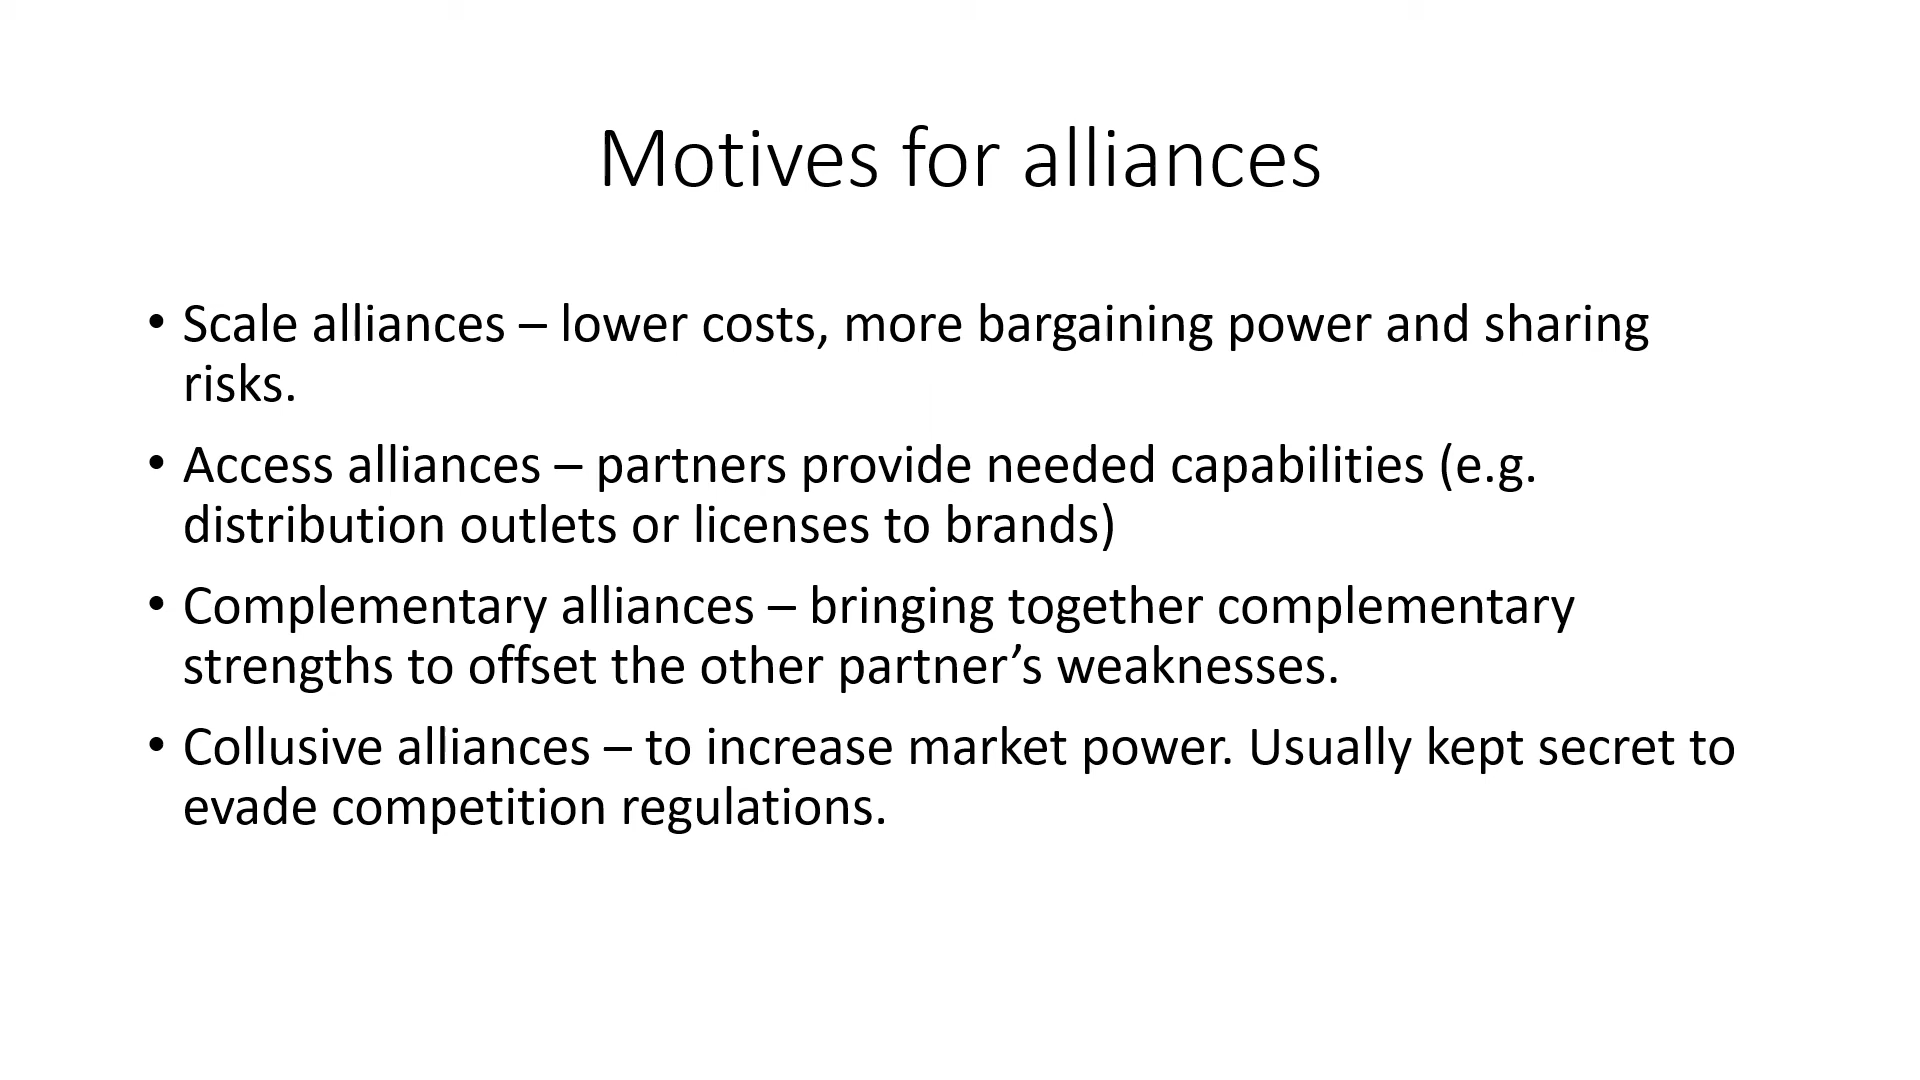 Motives for alliances
• Scale alliances – lower costs, more bargaining power and sharing
risks.
• Access alliances – partners provide needed capabilities (e.g.
distribution outlets or licenses to brands)
• Complementary alliances – bringing together complementary
strengths to offset the other partner’s weaknesses.
• Collusive alliances – to increase market power. Usually kept secret to
evade competition regulations.